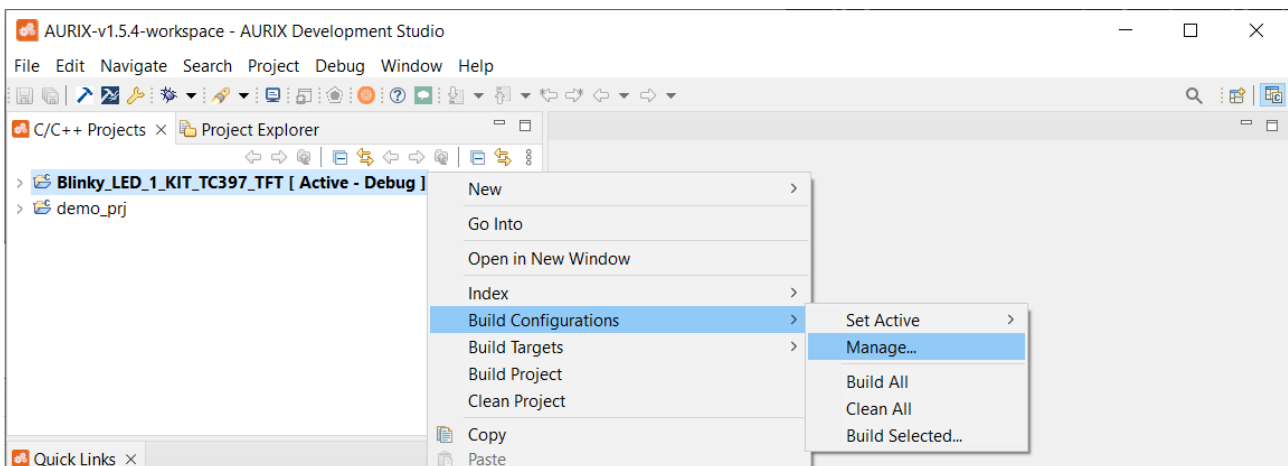 AURIX-v1.5.4-workspace - AURIX Development Studio
File Edit Navigate Search Project Debug Window Help
C/C++ Projects Project Explorer
Blinky_LED_1_KIT_TC397_TFT [ Active - Debug ]
demo_prj
New
Go Into
Open in New Window
Index
Build Configurations
Build Targets
Build Project
Clean Project
Copy
Paste
Set Active
Manage...
Build All
Clean All
Build Selected...
Quick Links